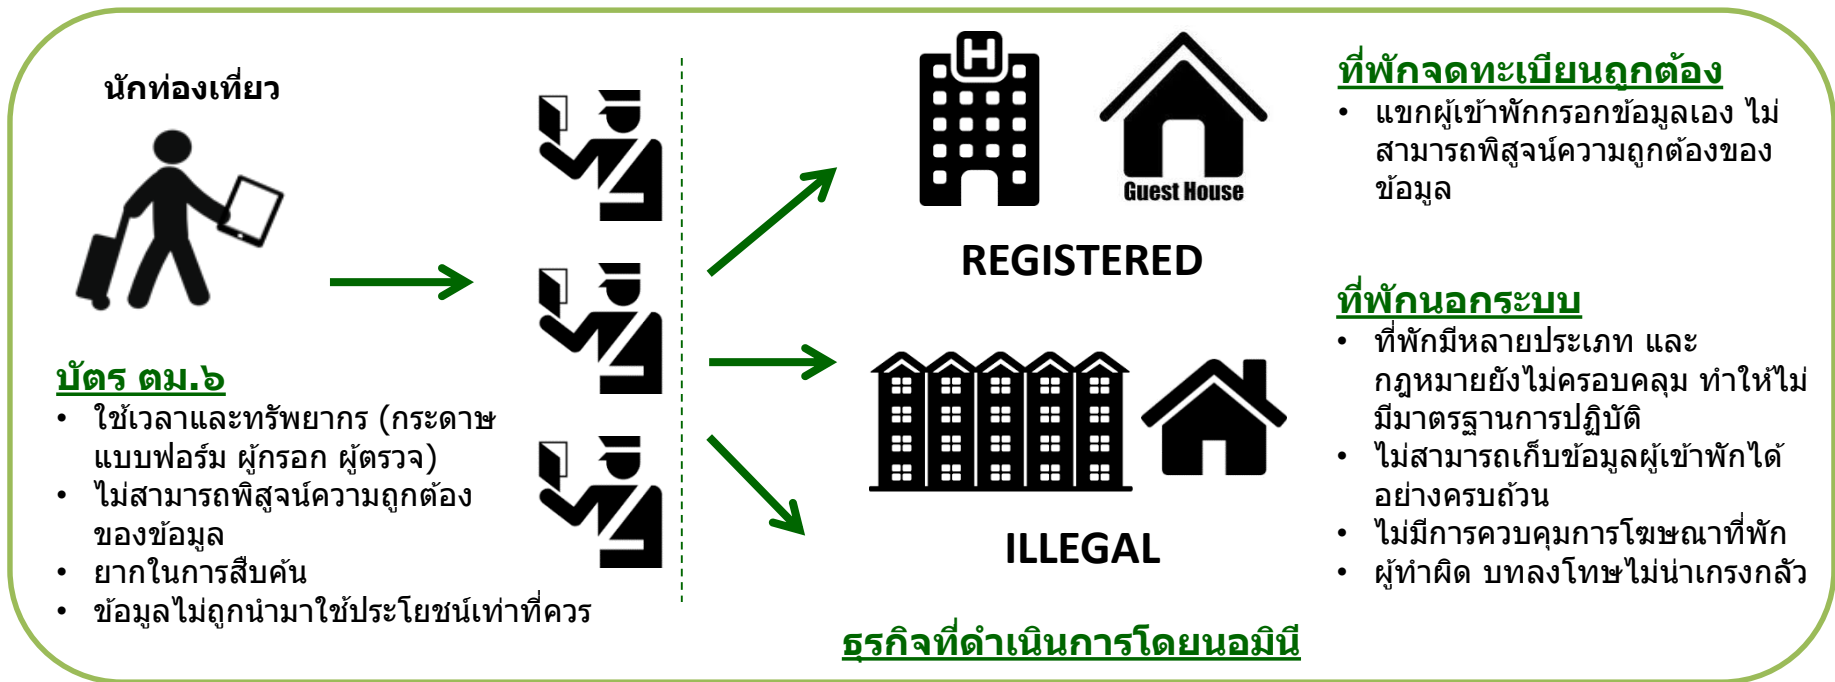 นักท่องเที่ยว
บัตร ตม.๖
• ใช้เวลาและทรัพยากร (กระดาษ
แบบฟอร์ม ผู้กรอก ผู้ตรวจ)
• ไม่สามารถพิสูจน์ความถูกต้อง
ของข้อมูล
• ยากในการสืบค้น
• ข้อมูลไม่ถูกนำมาใช้ประโยชน์เท่าที่ควร
H
Guest House
REGISTERED
ILLEGAL
ธุรกิจที่ดำเนินการโดยนอมินี
ที่พักจดทะเบียนถูกต้อง
• แขกผู้เข้าพักกรอกข้อมูลเอง ไม่
สามารถพิสูจน์ความถูกต้องของ
ข้อมูล
ที่พักนอกระบบ
• ที่พักมีหลายประเภท และ
กฎหมายยังไม่ครอบคลุม ทำให้ไม่
มีมาตรฐานการปฏิบัติ
• ไม่สามารถเก็บข้อมูลผู้เข้าพักได้
อย่างครบถ้วน
• ไม่มีการควบคุมการโฆษณาที่พัก
• ผู้ทำผิด บทลงโทษไม่น่าเกรงกลัว